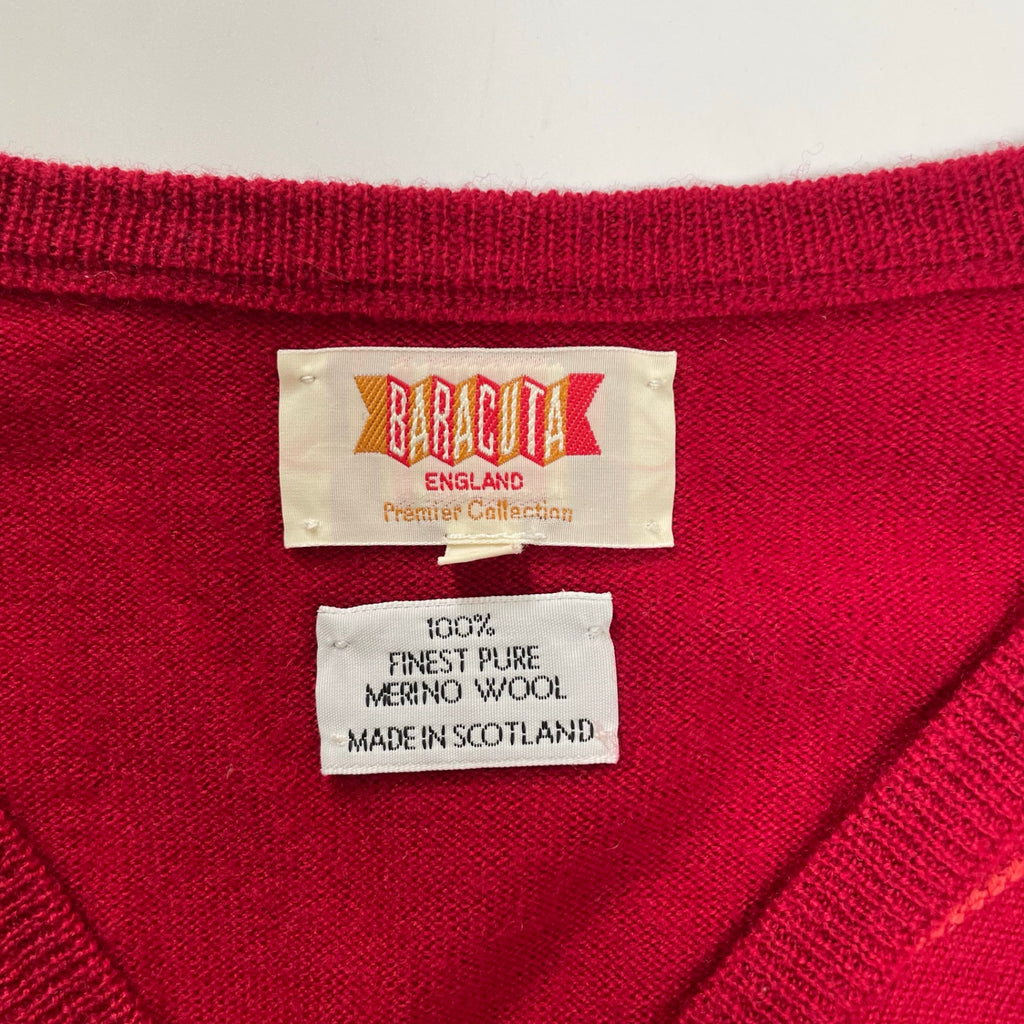 BARACUTA
ENGLAND
Premier Collection
100%
FINEST PURE
MERINO WOOL
MADE IN SCOTLAND